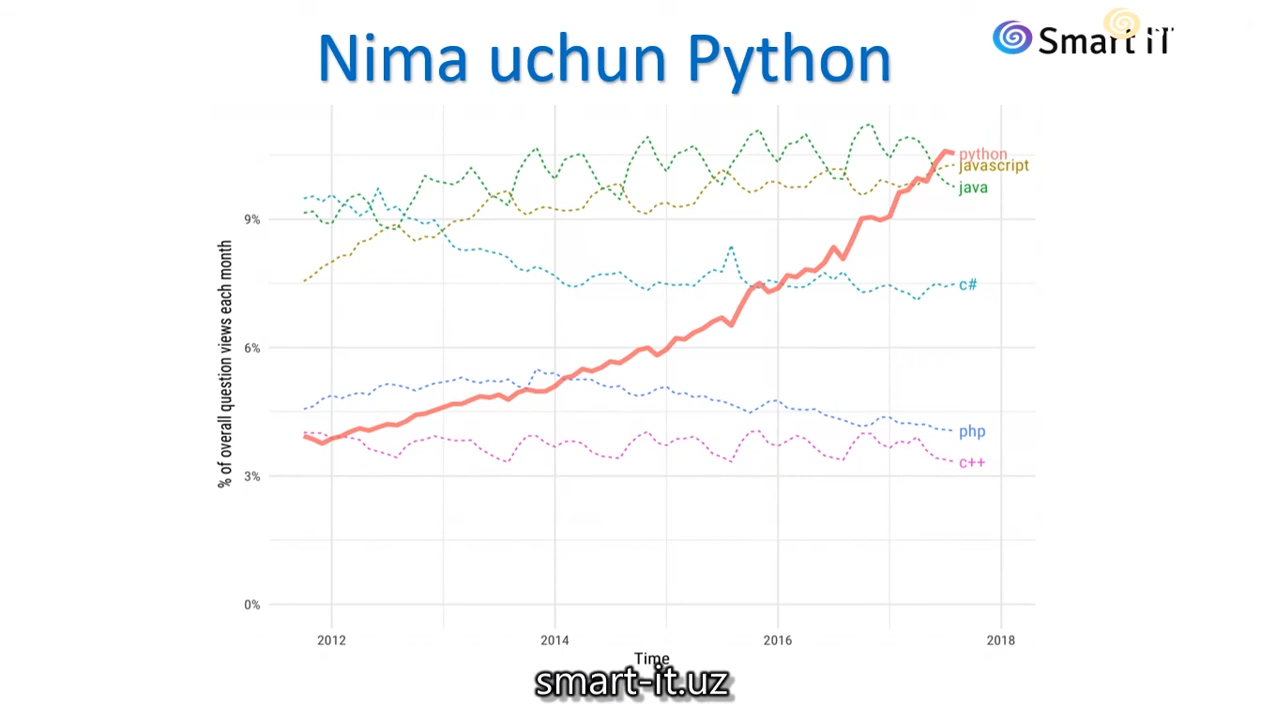 Nima uchun Python
Smart IT
python
javascript
java
9%
c#
6%
php
c++
3%
0%
% of overall question views each month
2012 2014 2016 2018
Time
smart-it.uz